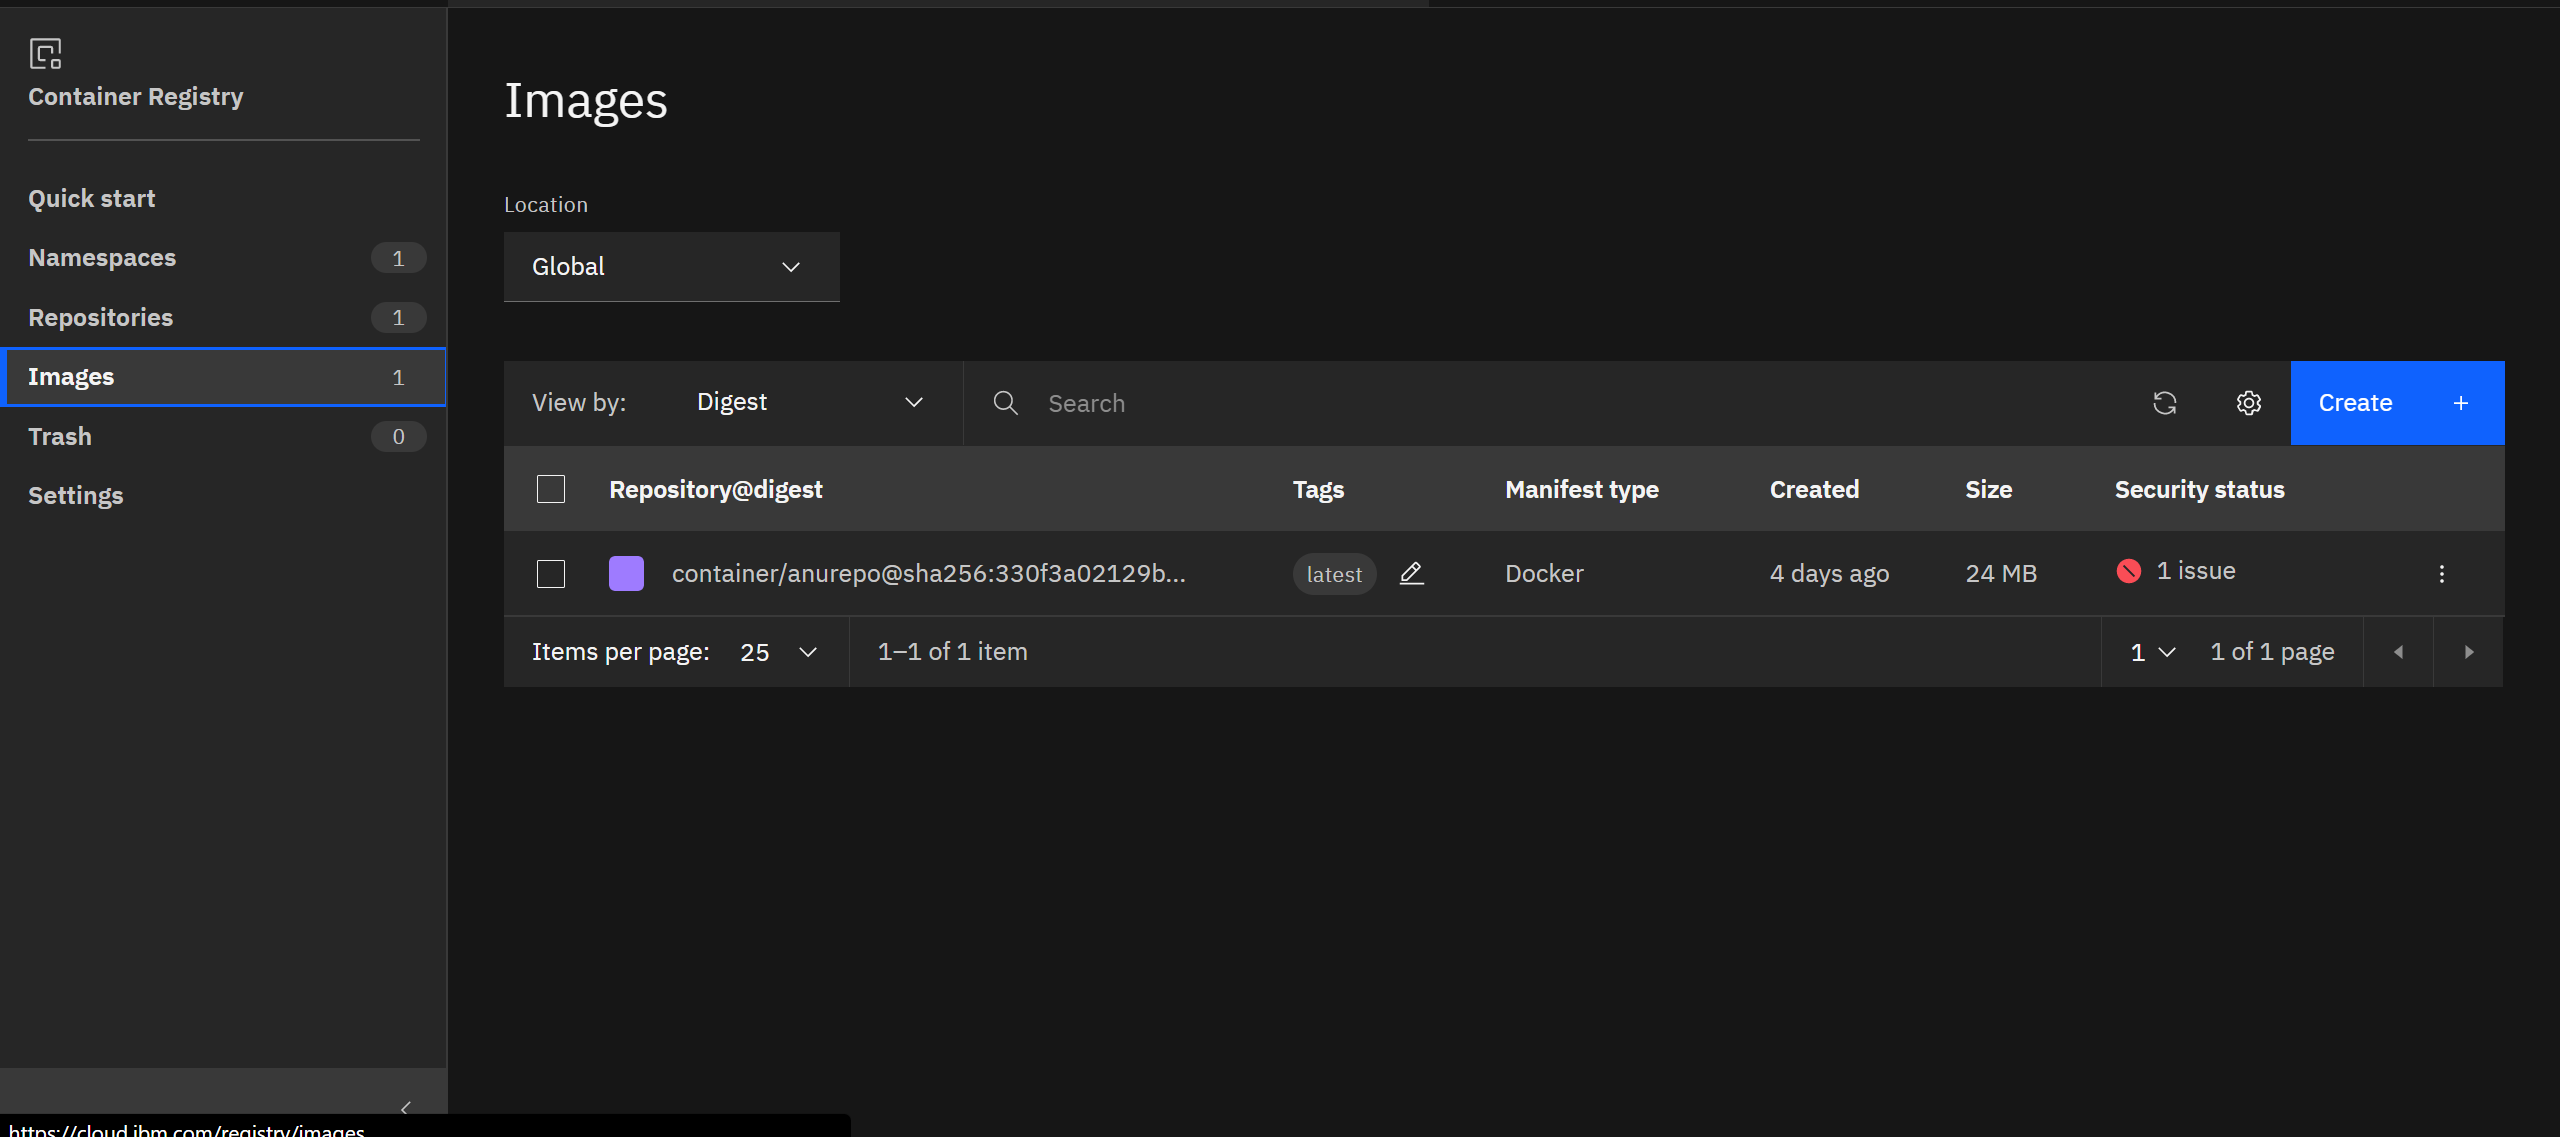 Container Registry
Quick start
Namespaces 1
Repositories 1
Images 1
Trash 0
Settings
Images
Location
Global
View by: Digest Search Create +
Repository@digest Tags Manifest type Created Size Security status
container/anurepo@sha256:330f3a02129b... latest Docker 4 days ago 24 MB 1 issue
Items per page: 25 1–1 of 1 item 1 1 of 1 page
https://cloud.ibm.com/registry/images